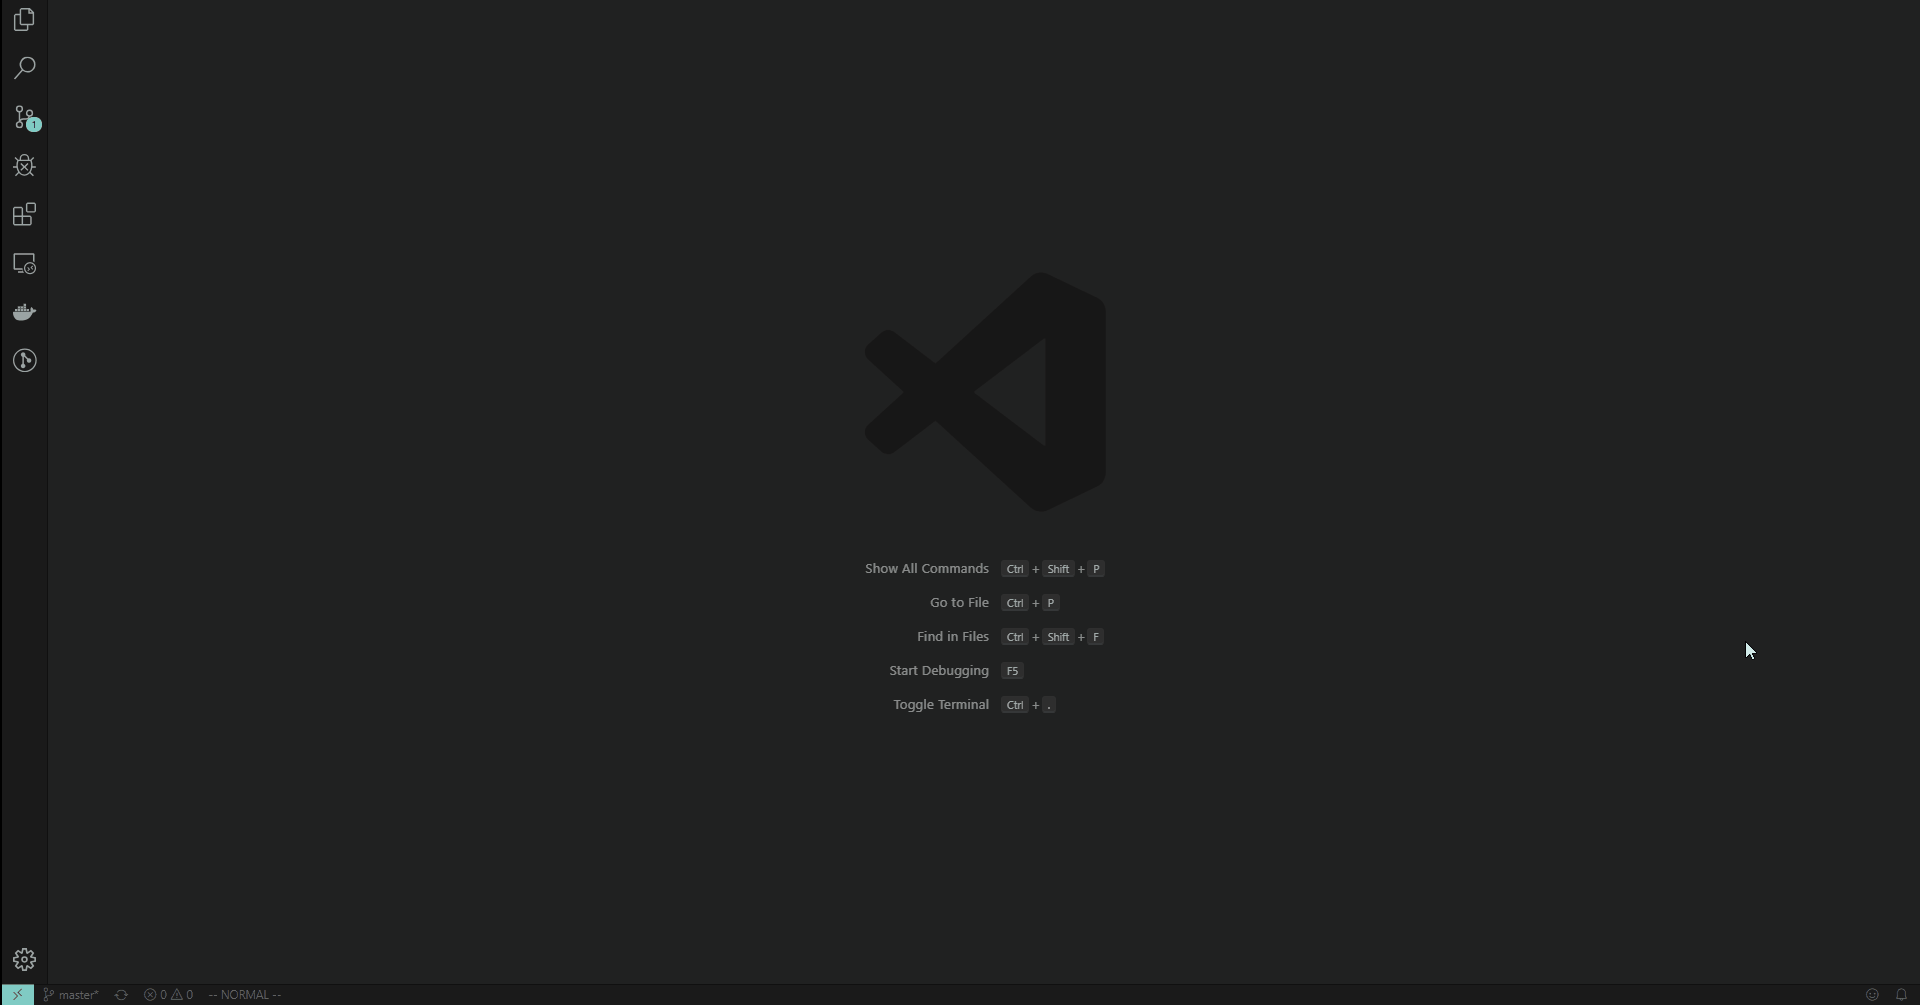 1
Show All Commands Ctrl + Shift + P
Go to File Ctrl + P
Find in Files Ctrl + Shift + F
Start Debugging F5
Toggle Terminal Ctrl + .
master* 0 0 -- NORMAL --